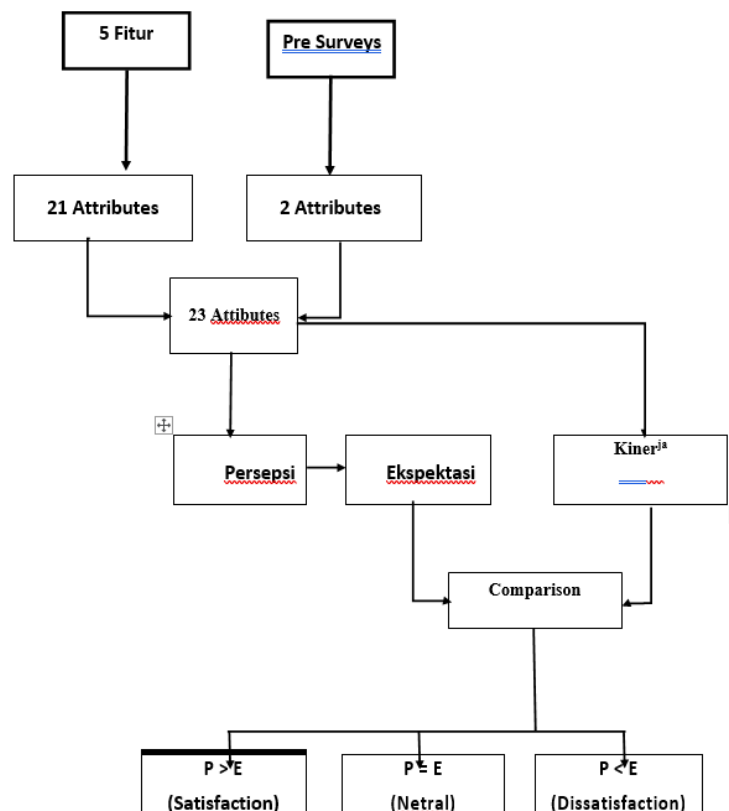 5 Fitur
Pre Surveys
21 Attributes
2 Attributes
23 Attibutes
Persepsi
Ekspektasi
Kinerja
Comparison
P > E
(Satisfaction)
P = E
(Netral)
P < E
(Dissatisfaction)